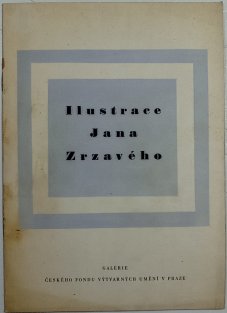 Ilustrace
Jana
Zrzavého
GALERIE
ČESKÉHO FONDU VÝTVARNÝCH UMĚNÍ V PRAZE